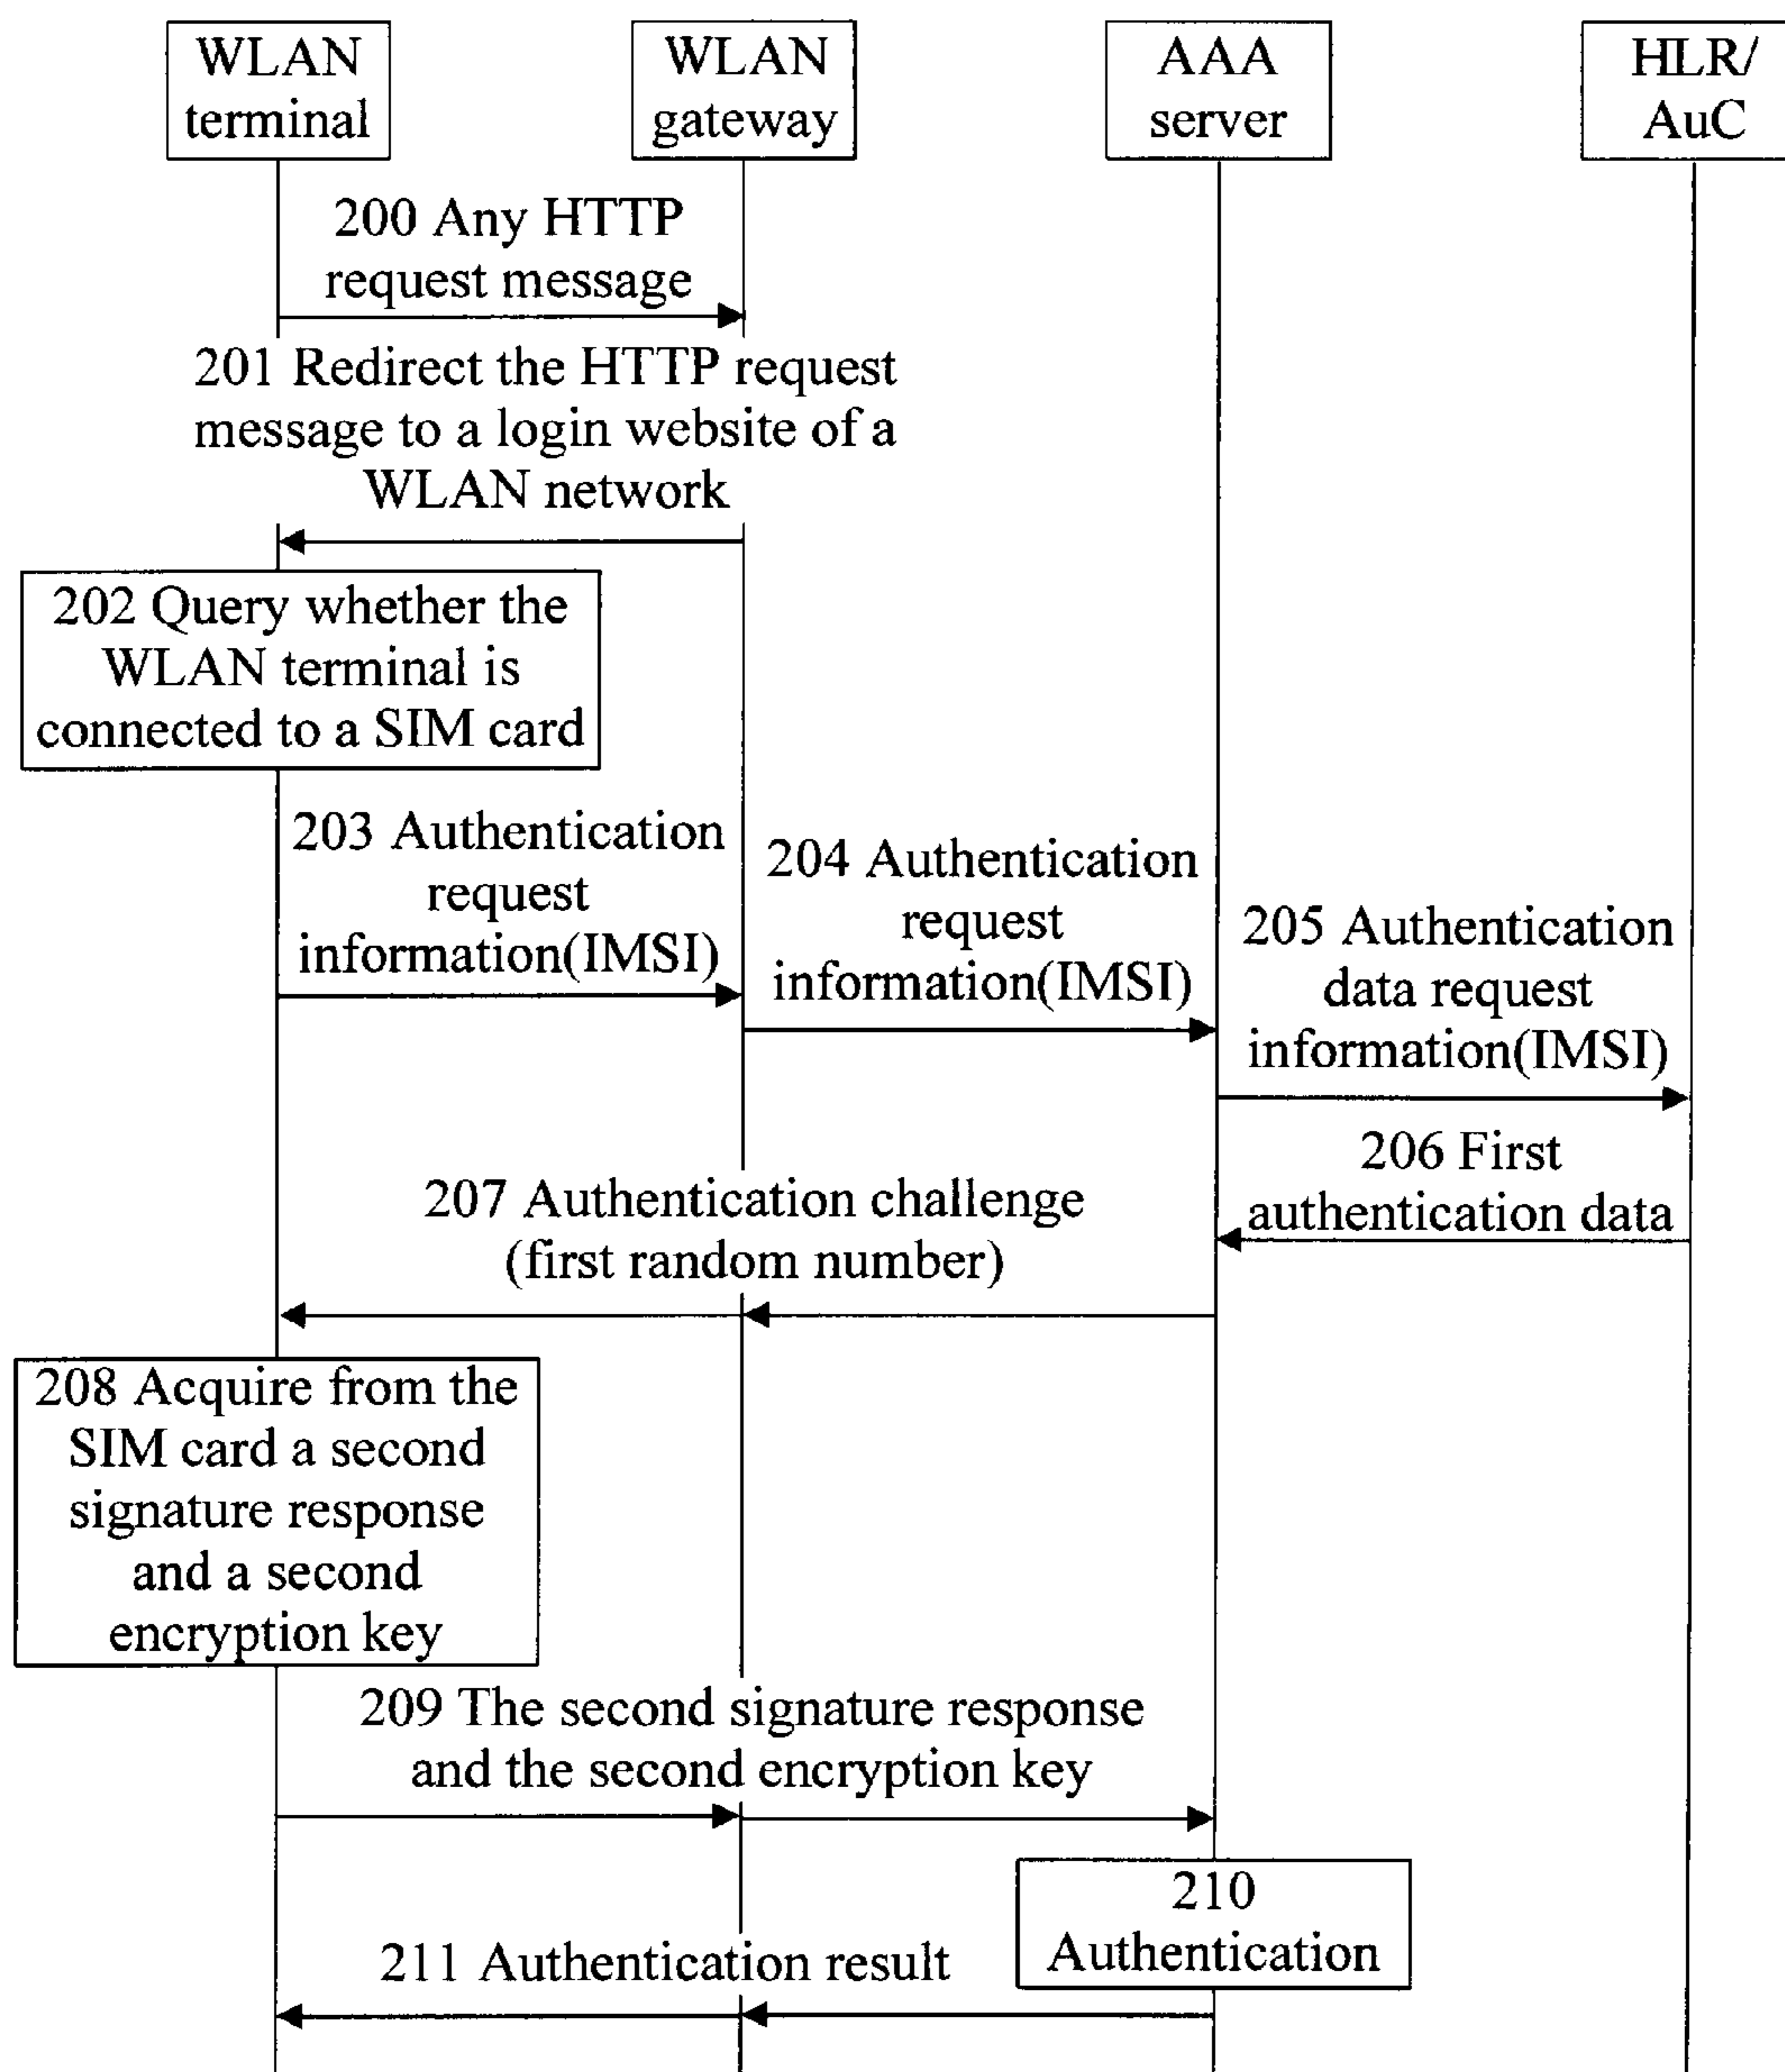 WLAN
terminal
WLAN
gateway
AAA
server
HLR/
AuC
200 Any HTTP
request message
201 Redirect the HTTP request
message to a login website of a
WLAN network
202 Query whether the
WLAN terminal is
connected to a SIM card
203 Authentication
request
information(IMSI)
204 Authentication
request
information(IMSI)
205 Authentication
data request
information(IMSI)
206 First
authentication data
207 Authentication challenge
(first random number)
208 Acquire from the
SIM card a second
signature response
and a second
encryption key
209 The second signature response
and the second encryption key
210
Authentication
211 Authentication result